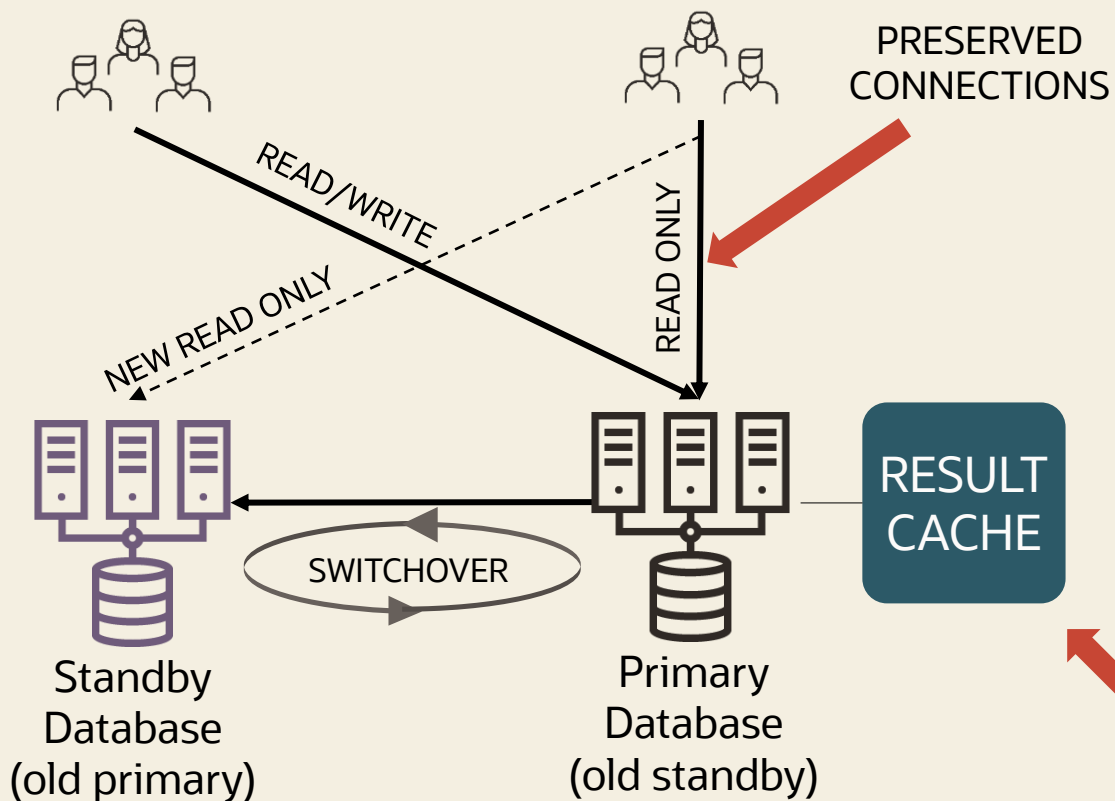 PRESERVED
CONNECTIONS
READ/WRITE
READ ONLY
NEW READ ONLY
RESULT
CACHE
SWITCHOVER
Standby
Database
(old primary)
Primary
Database
(old standby)